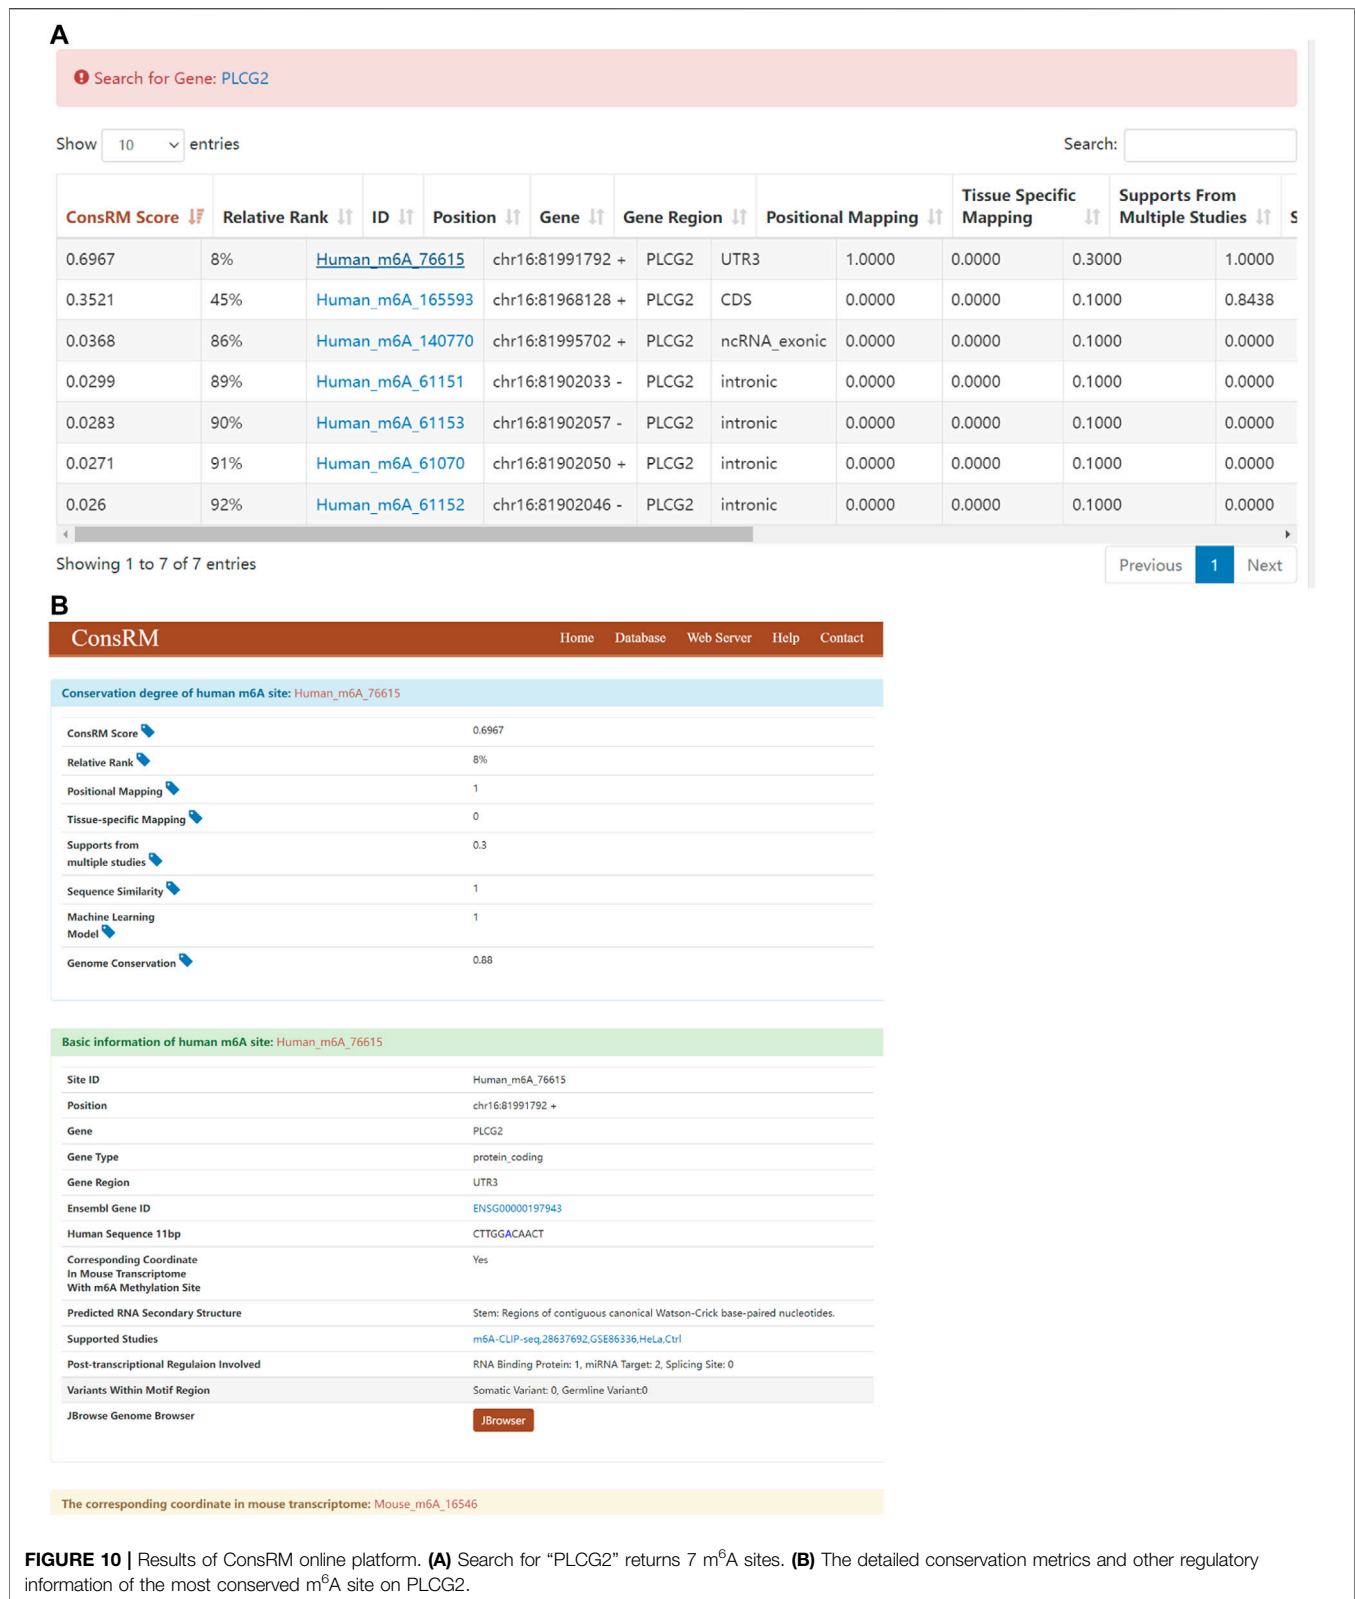 A
Search for Gene: PLCG2
Show 10 entries Search:
ConsRM Score Relative Rank ID Position Gene Gene Region Positional Mapping Tissue Specific Mapping Supports From Multiple Studies S
0.6967 8% Human_m6A_76615 chr16:81991792 + PLCG2 UTR3 1.0000 0.0000 0.3000 1.0000
0.3521 45% Human_m6A_165593 chr16:81968128 + PLCG2 CDS 0.0000 0.0000 0.1000 0.8438
0.0368 86% Human_m6A_140770 chr16:81995702 + PLCG2 ncRNA_exonic 0.0000 0.0000 0.1000 0.0000
0.0299 89% Human_m6A_61151 chr16:81902033 - PLCG2 intronic 0.0000 0.0000 0.1000 0.0000
0.0283 90% Human_m6A_61153 chr16:81902057 - PLCG2 intronic 0.0000 0.0000 0.1000 0.0000
0.0271 91% Human_m6A_61070 chr16:81902050 + PLCG2 intronic 0.0000 0.0000 0.1000 0.0000
0.026 92% Human_m6A_61152 chr16:81902046 - PLCG2 intronic 0.0000 0.0000 0.1000 0.0000
Showing 1 to 7 of 7 entries Previous 1 Next
B
ConsRM Home Database Web Server Help Contact
Conservation degree of human m6A site: Human_m6A_76615
ConsRM Score 0.6967
Relative Rank 8%
Positional Mapping 1
Tissue-specific Mapping 0
Supports from 0.3
multiple studies
Sequence Similarity 1
Machine Learning 1
Model
Genome Conservation 0.88
Basic information of human m6A site: Human_m6A_76615
Site ID Human_m6A_76615
Position chr16:81991792 +
Gene PLCG2
Gene Type protein_coding
Gene Region UTR3
Ensembl Gene ID ENSG00000197943
Human Sequence 11bp CTTGGACAACT
Corresponding Coordinate Yes
In Mouse Transcriptome
With m6A Methylation Site
Predicted RNA Secondary Structure Stem: Regions of contiguous canonical Watson-Crick base-paired nucleotides.
Supported Studies m6A-CLIP-seq,28637692,GSE86336,HeLa,Ctrl
Post-transcriptional Regulaion Involved RNA Binding Protein: 1, miRNA Target: 2, Splicing Site: 0
Variants Within Motif Region Somatic Variant: 0, Germline Variant:0
JBrowse Genome Browser JBrowser
The corresponding coordinate in mouse transcriptome: Mouse_m6A_16546
FIGURE 10 | Results of ConsRM online platform. (A) Search for “PLCG2” returns 7 m⁶A sites. (B) The detailed conservation metrics and other regulatory
information of the most conserved m⁶A site on PLCG2.